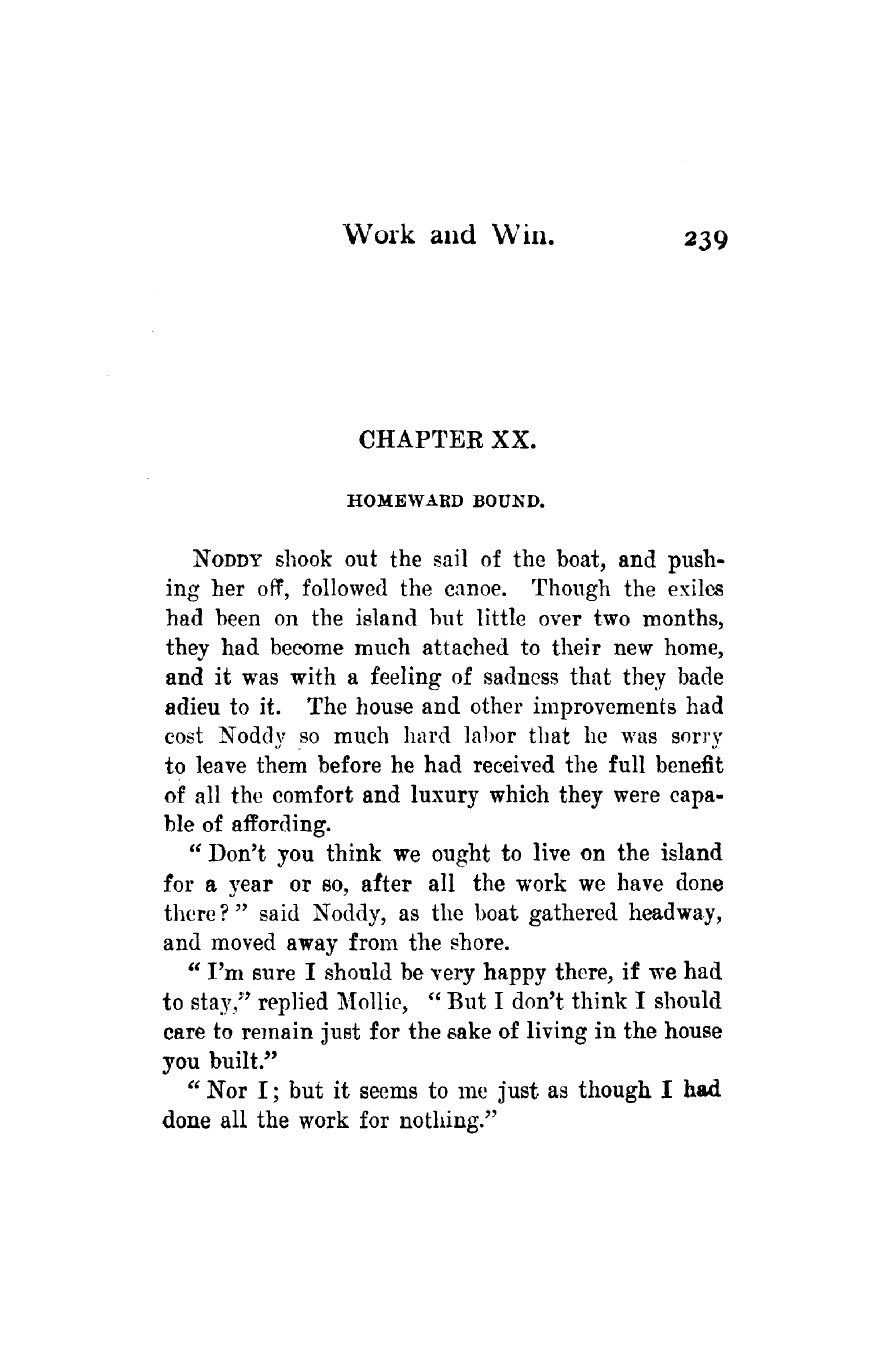 Work and Win. 239
CHAPTER XX.
HOMEWARD BOUND.
NODDY shook out the sail of the boat, and push-
ing her off, followed the canoe. Though the exiles
had been on the island but little over two months,
they had become much attached to their new home,
and it was with a feeling of sadness that they bade
adieu to it. The house and other improvements had
cost Noddy so much hard labor that he was sorry
to leave them before he had received the full benefit
of all the comfort and luxury which they were capa-
ble of affording.
“Don't you think we ought to live on the island
for a year or so, after all the work we have done
there?” said Noddy, as the boat gathered headway,
and moved away from the shore.
“I'm sure I should be very happy there, if we had
to stay,” replied Mollie, “But I don't think I should
care to remain just for the sake of living in the house
you built.”
“Nor I; but it seems to me just as though I had
done all the work for nothing.”